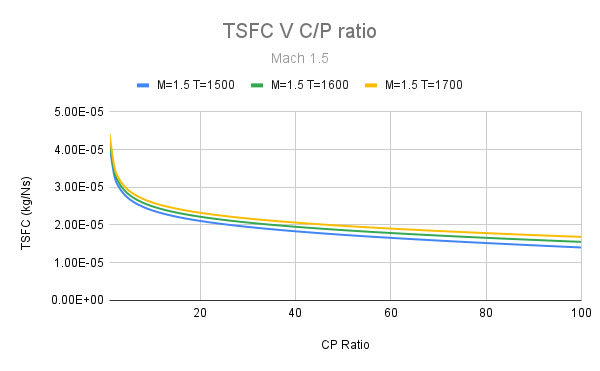 TSFC V C/P ratio
Mach 1.5
M=1.5 T=1500 M=1.5 T=1600 M=1.5 T=1700
5.00E-05
4.00E-05
3.00E-05
2.00E-05
1.00E-05
0.00E+00
TSFC (kg/Ns)
20 40 60 80 100
CP Ratio